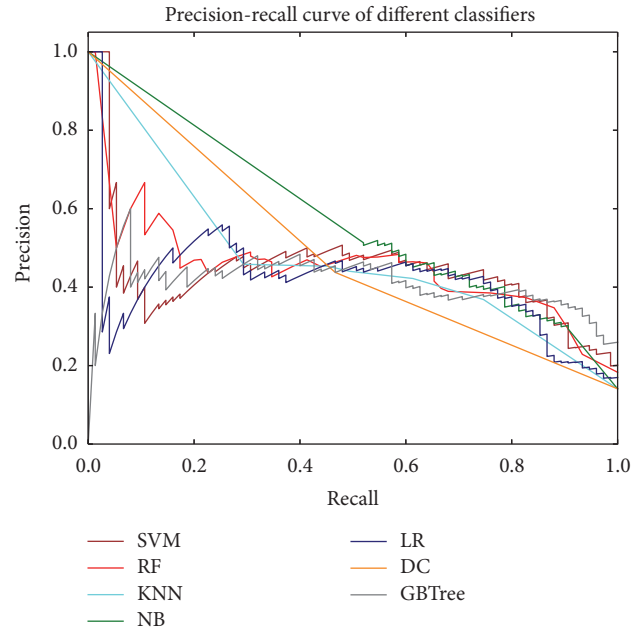 Precision-recall curve of different classifiers
1.0
0.8
0.6
0.4
0.2
0.0
Precision
0.0 0.2 0.4 0.6 0.8 1.0
Recall
SVM
RF
KNN
NB
LR
DC
GBTree